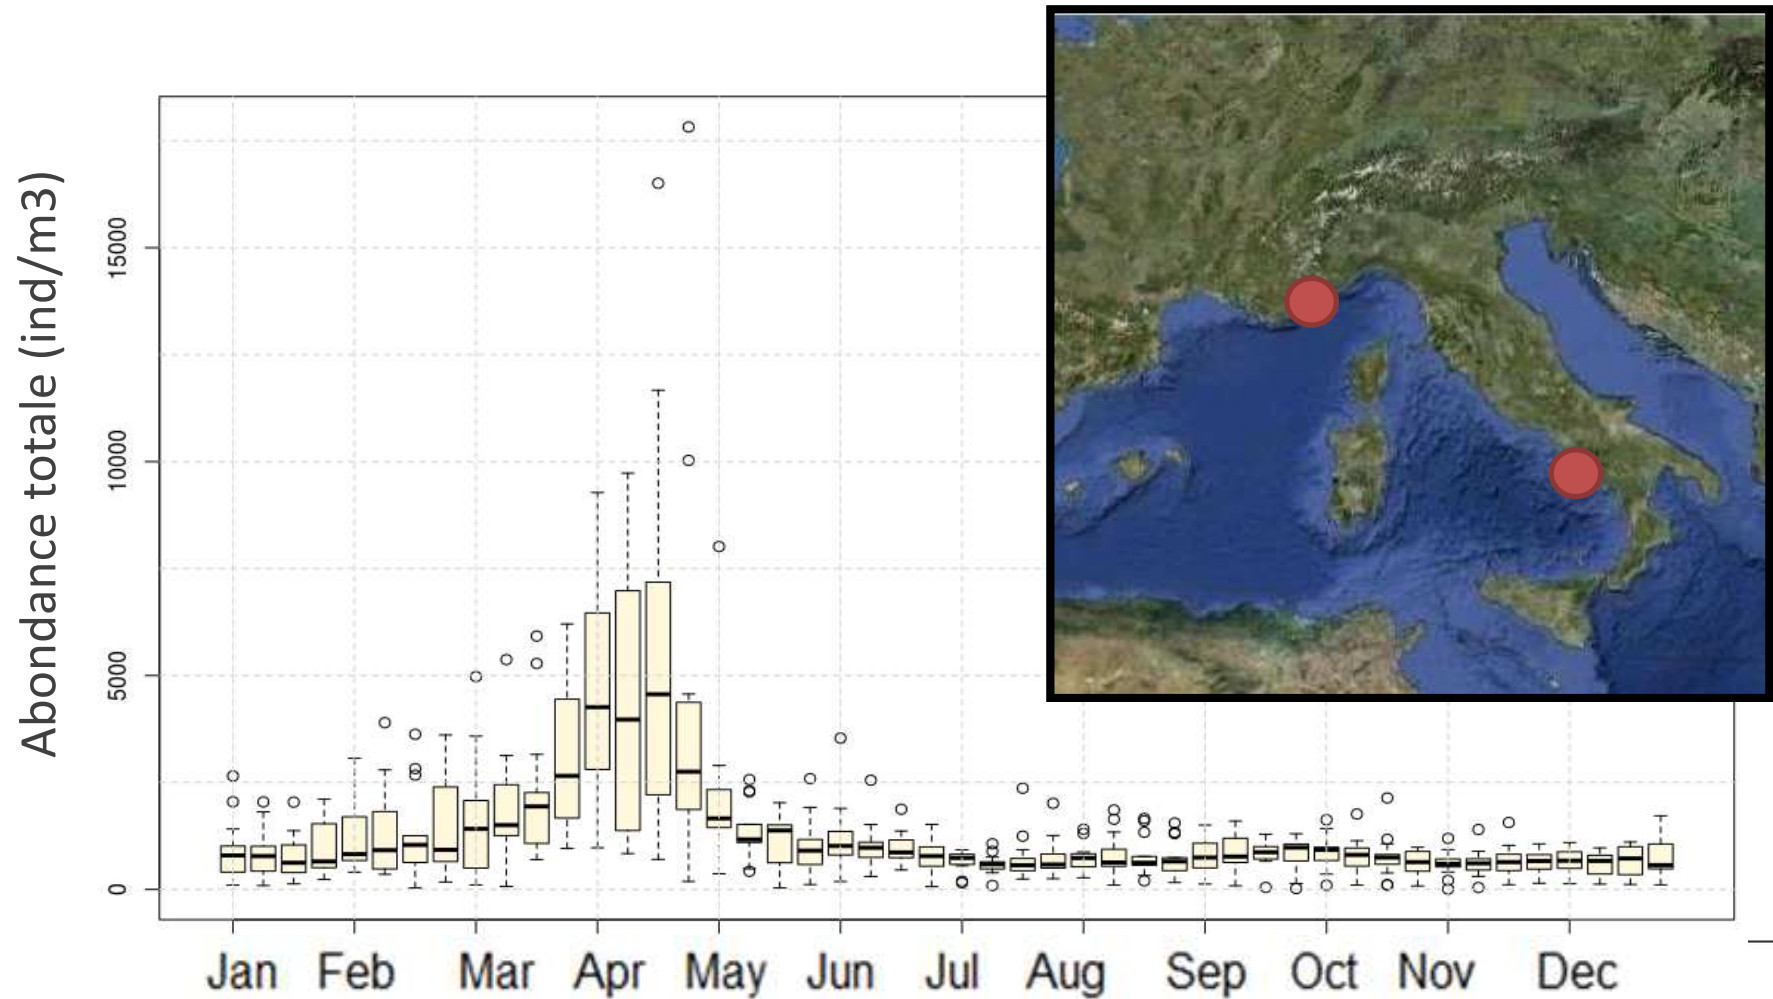 Abondance totale (ind/m3)
15000
10000
5000
0
Jan Feb Mar Apr May Jun Jul Aug Sep Oct Nov Dec